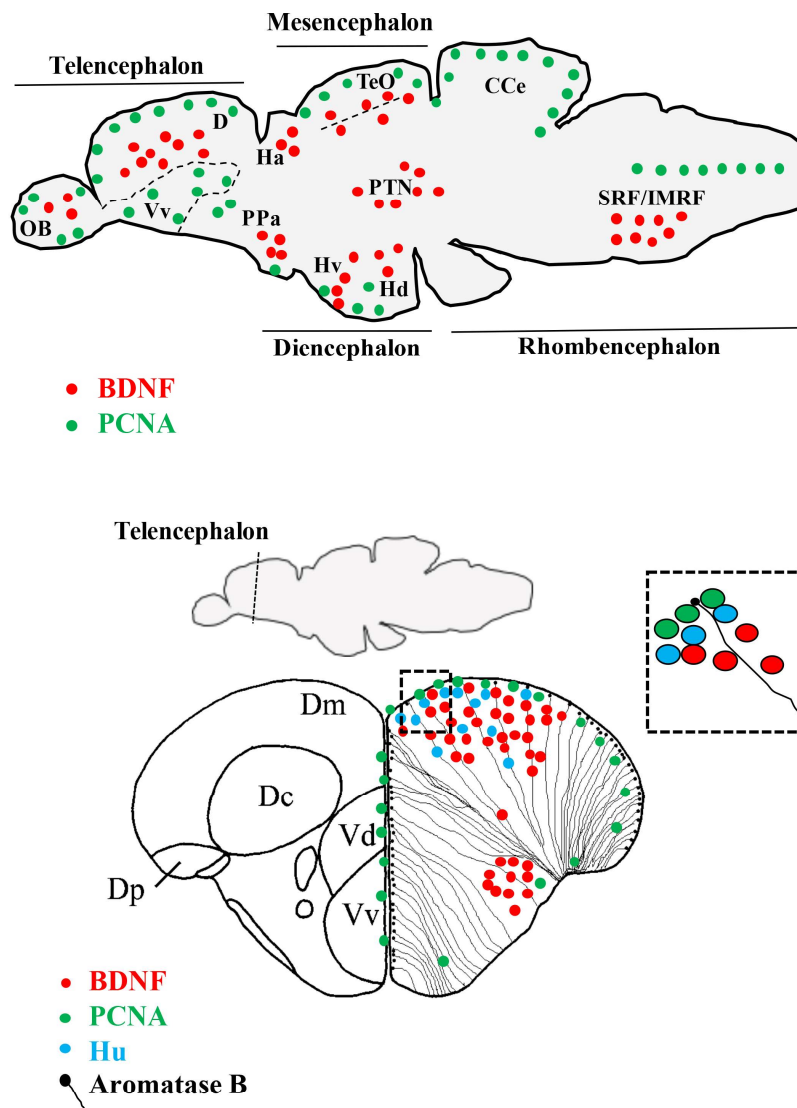 Mesencephalon
Telencephalon
TeO
CCe
D
Ha
PTN
SRF/IMRF
OB
Vv
PPa
Hv
Hd
Diencephalon
Rhombencephalon
BDNF
PCNA
Telencephalon
Dm
Dc
Vd
Dp
Vv
BDNF
PCNA
Hu
Aromatase B